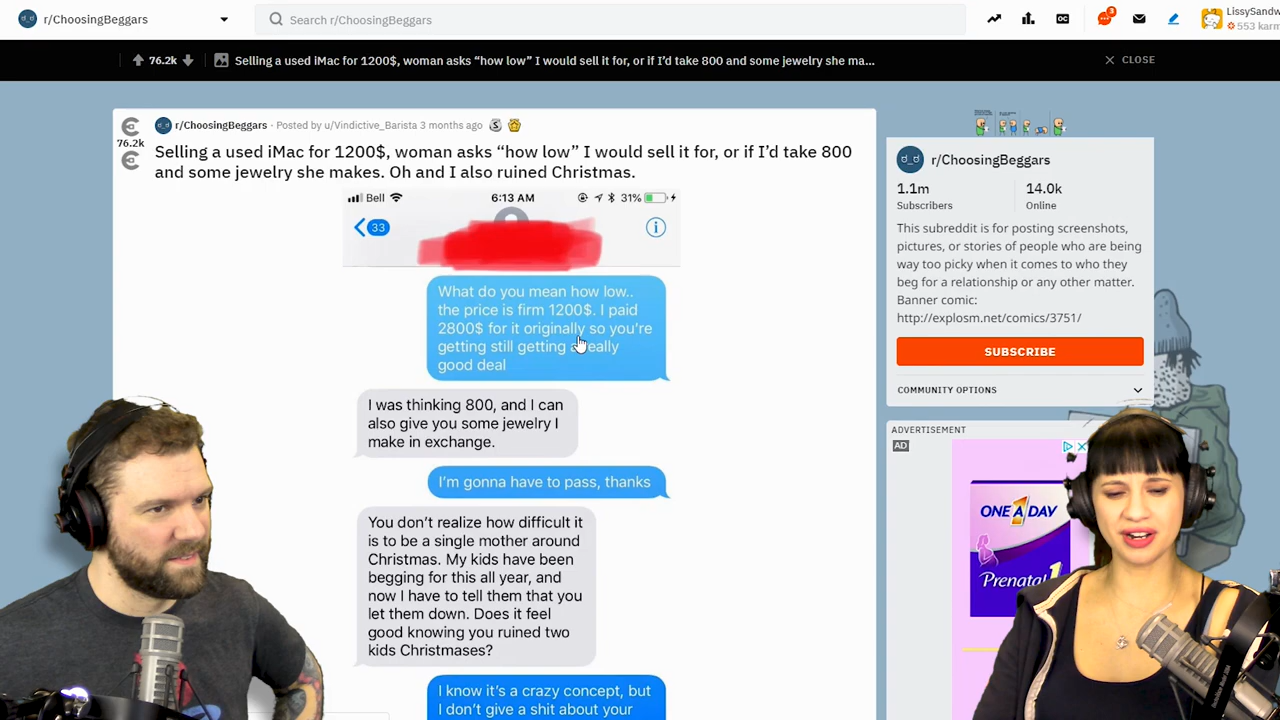 r/ChoosingBeggars
Search r/ChoosingBeggars
3
LissySandw
553 karm
76.2k
Selling a used iMac for 1200$, woman asks “how low” I would sell it for, or if I’d take 800 and some jewelry she ma...
CLOSE
r/ChoosingBeggars · Posted by u/Vindictive_Barista 3 months ago
76.2k
Selling a used iMac for 1200$, woman asks “how low” I would sell it for, or if I’d take 800
and some jewelry she makes. Oh and I also ruined Christmas.
Bell
6:13 AM
31%
33
What do you mean how low..
the price is firm 1200$. I paid
2800$ for it originally so you’re
getting still getting a really
good deal
I was thinking 800, and I can
also give you some jewelry I
make in exchange.
I’m gonna have to pass, thanks
You don’t realize how difficult it
is to be a single mother around
Christmas. My kids have been
begging for this all year, and
now I have to tell them that you
let them down. Does it feel
good knowing you ruined two
kids Christmases?
I know it’s a crazy concept, but
I don’t give a shit about your
r/ChoosingBeggars
1.1m
14.0k
Subscribers
Online
This subreddit is for posting screenshots,
pictures, or stories of people who are being
way too picky when it comes to who they
beg for a relationship or any other matter.
Banner comic:
http://explosm.net/comics/3751/
SUBSCRIBE
COMMUNITY OPTIONS
ADVERTISEMENT
AD
ONE A DAY
Prenatal 1